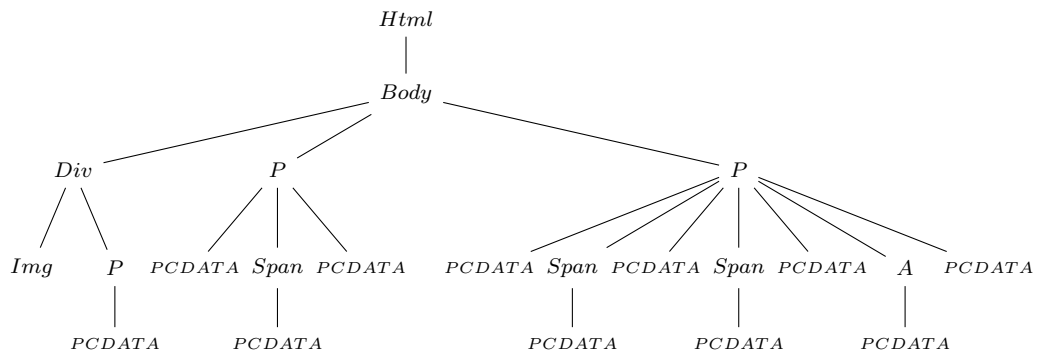 Html
Body
Div P P
Img P PCDATA Span PCDATA PCDATA Span PCDATA Span PCDATA A PCDATA
PCDATA PCDATA PCDATA PCDATA PCDATA